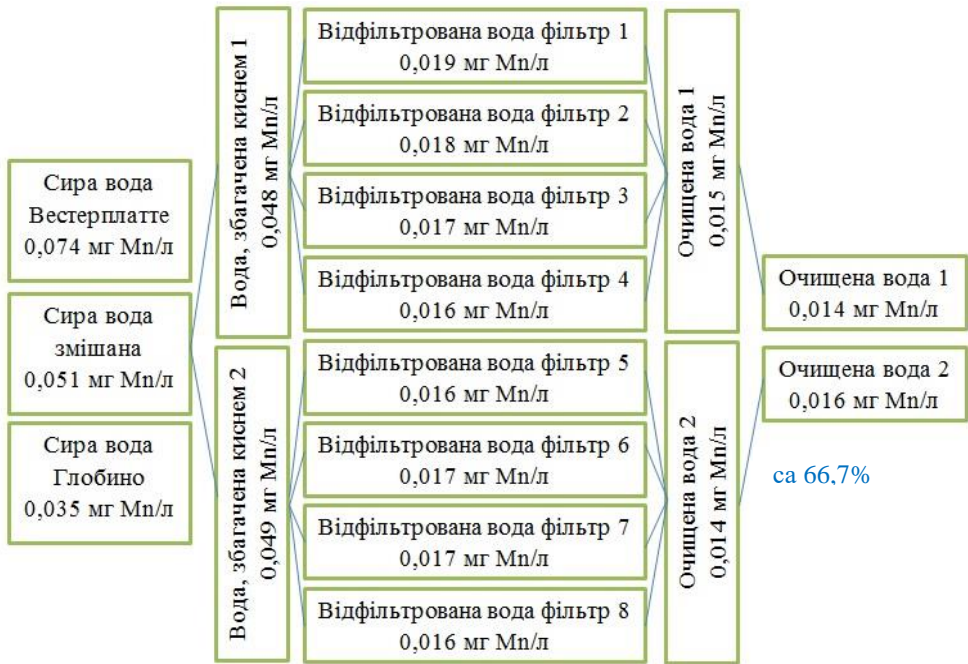 Сира вода
Вестерплатте
0,074 мг Mn/л
Сира вода
змішана
0,051 мг Mn/л
Сира вода
Глобино
0,035 мг Mn/л
Вода, збагачена киснем 1
0,048 мг Mn/л
Вода, збагачена киснем 2
0,049 мг Mn/л
Відфільтрована вода фільтр 1
0,019 мг Mn/л
Відфільтрована вода фільтр 2
0,018 мг Mn/л
Відфільтрована вода фільтр 3
0,017 мг Mn/л
Відфільтрована вода фільтр 4
0,016 мг Mn/л
Відфільтрована вода фільтр 5
0,016 мг Mn/л
Відфільтрована вода фільтр 6
0,017 мг Mn/л
Відфільтрована вода фільтр 7
0,017 мг Mn/л
Відфільтрована вода фільтр 8
0,016 мг Mn/л
Очищена вода 1
0,015 мг Mn/л
Очищена вода 2
0,014 мг Mn/л
Очищена вода 1
0,014 мг Mn/л
Очищена вода 2
0,016 мг Mn/л
са 66,7%